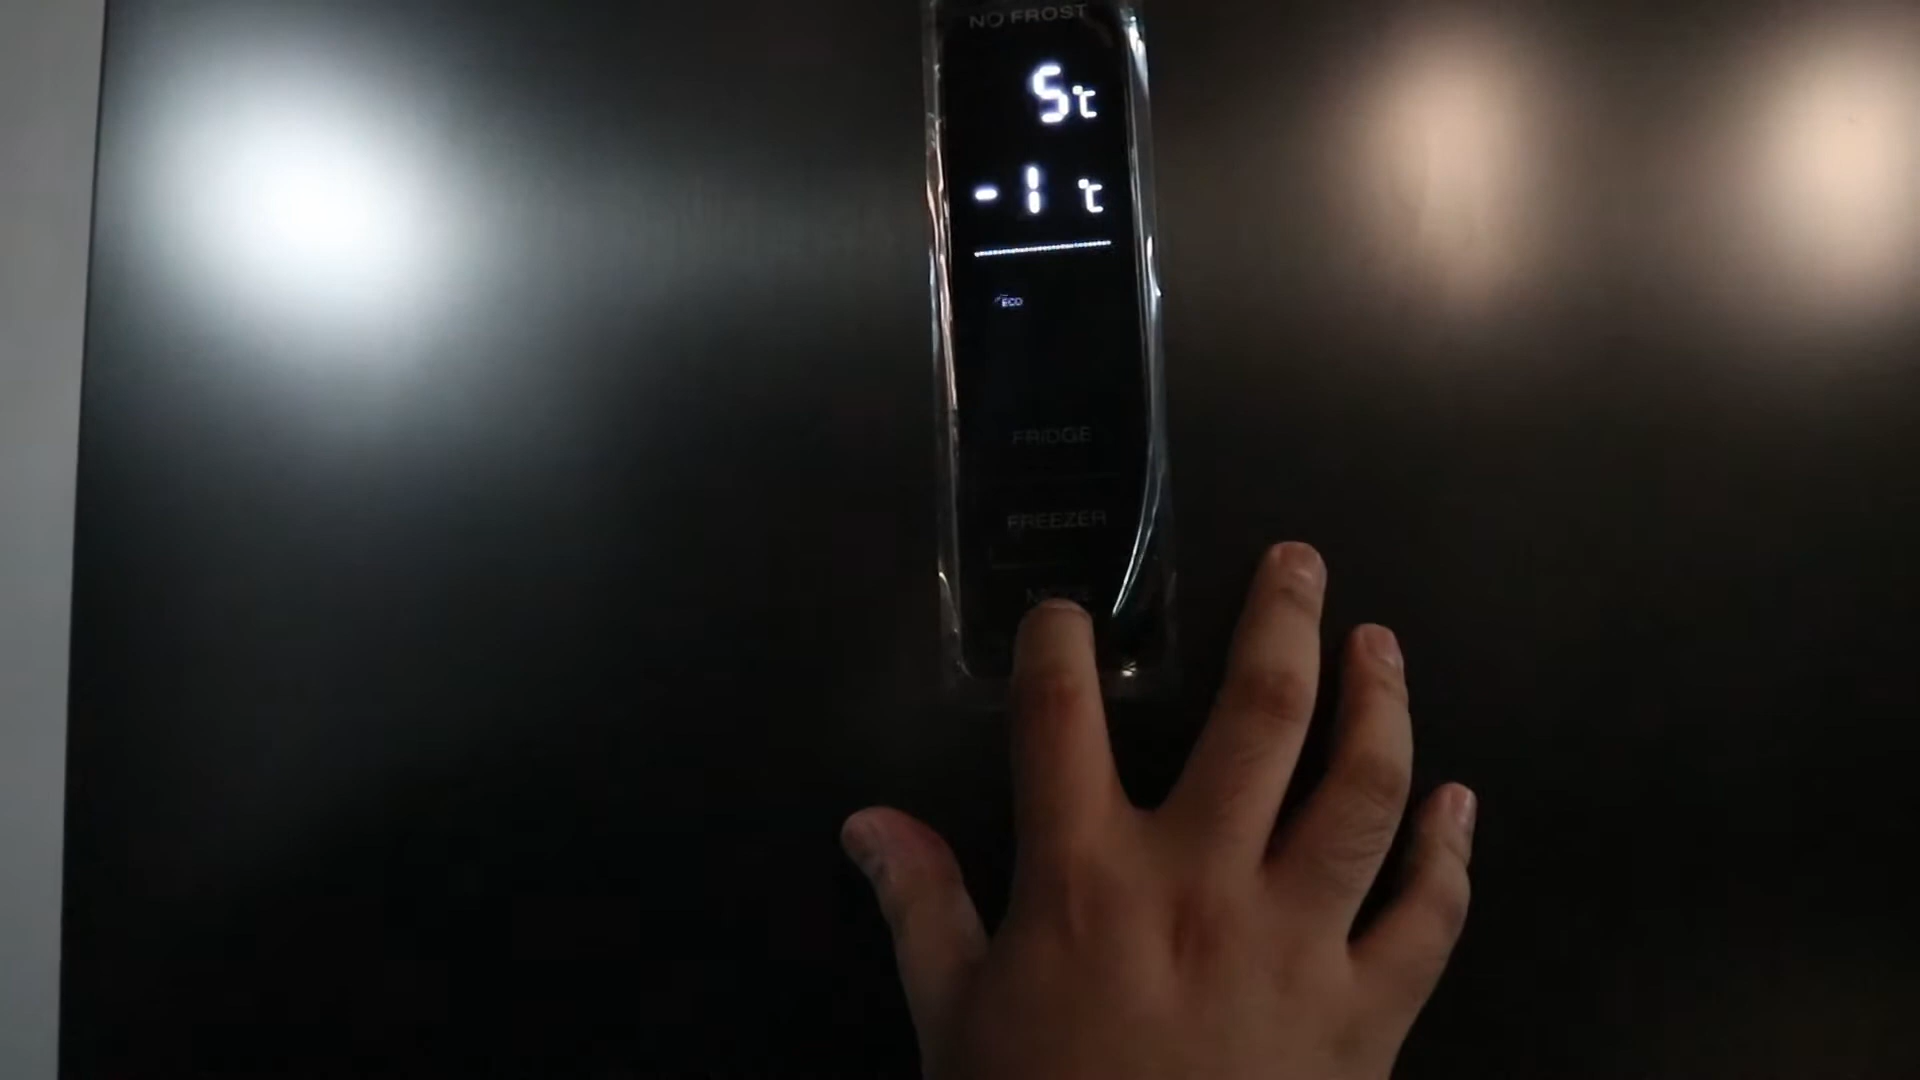 NO FROST
5°C
-1 °C
ECO
FRIDGE
FREEZER